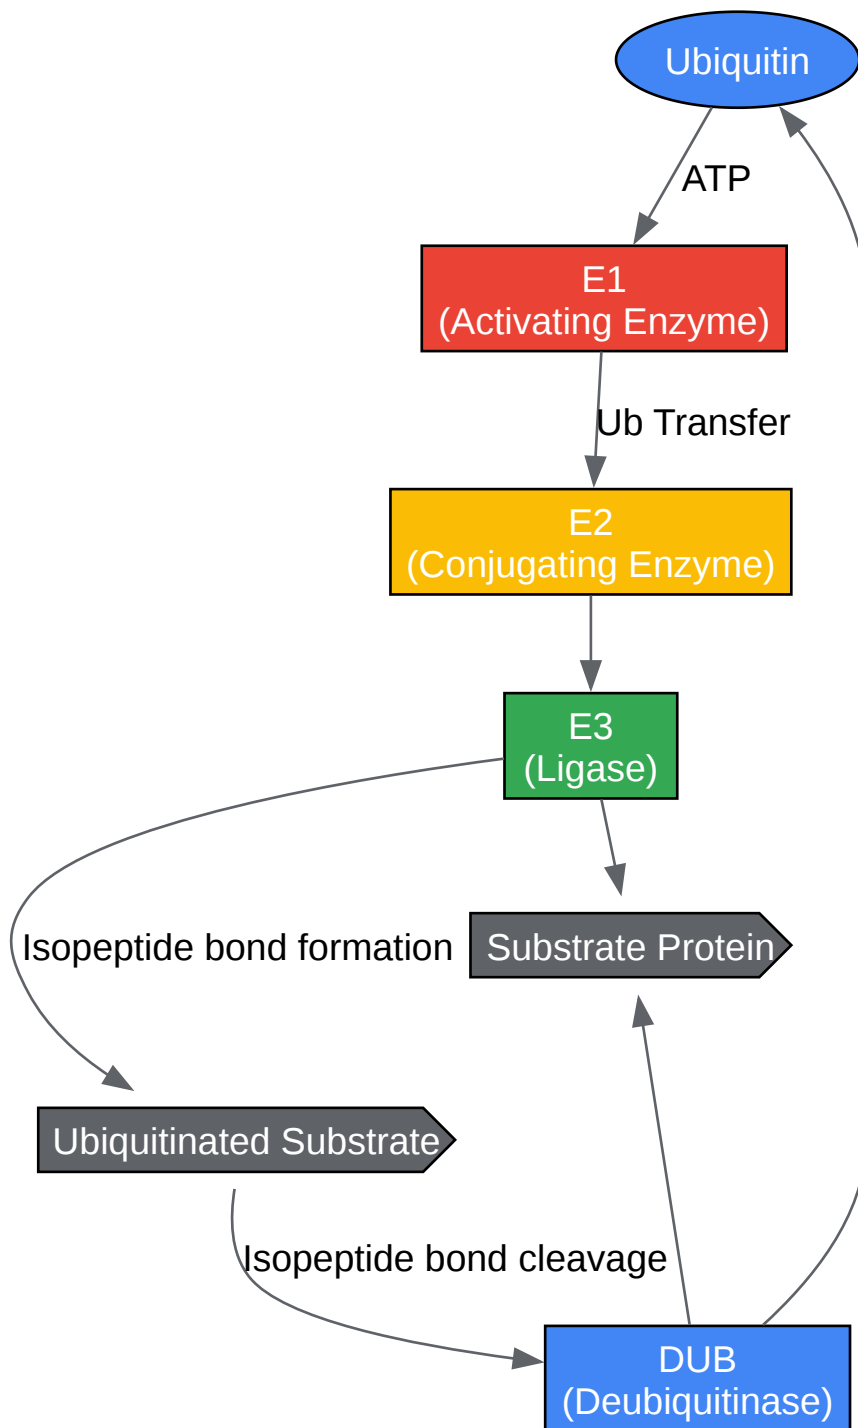 Ubiquitin
ATP
E1
(Activating Enzyme)
Ub Transfer
E2
(Conjugating Enzyme)
E3
(Ligase)
Isopeptide bond formation
Substrate Protein
Ubiquitinated Substrate
Isopeptide bond cleavage
DUB
(Deubiquitinase)